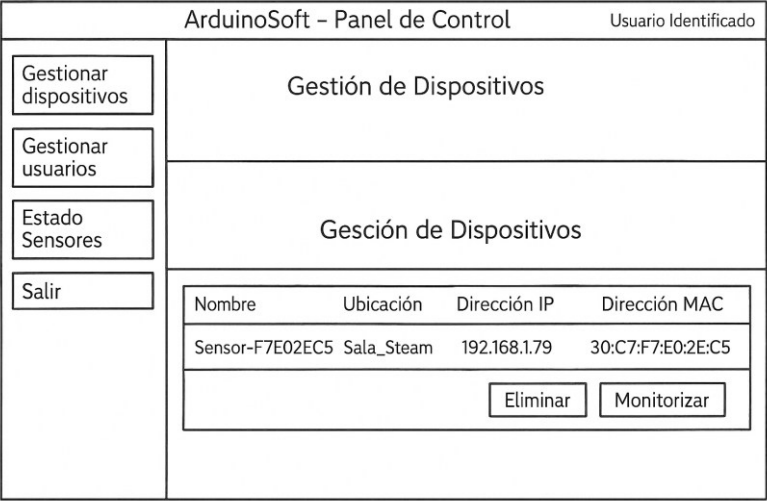 ArduinoSoft – Panel de Control
Usuario Identificado
Gestionar
dispositivos
Gestionar
usuarios
Estado
Sensores
Salir
Gestión de Dispositivos
Gesción de Dispositivos
Nombre Ubicación Dirección IP Dirección MAC
Sensor-F7E02EC5 Sala_Steam 192.168.1.79 30:C7:F7:E0:2E:C5
Eliminar Monitorizar